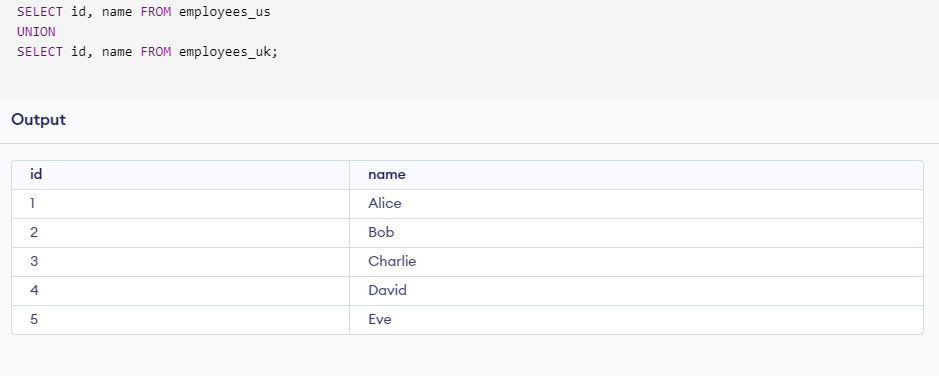 SELECT id, name FROM employees_us
UNION
SELECT id, name FROM employees_uk;
Output
id name
1 Alice
2 Bob
3 Charlie
4 David
5 Eve